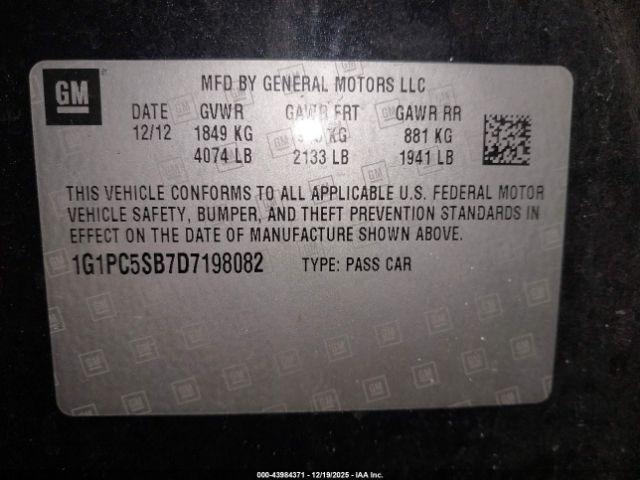 GM
MFD BY GENERAL MOTORS LLC
DATE GVWR GAWR FRT GAWR RR
12/12 1849 KG KG 881 KG
4074 LB 2133 LB 1941 LB
THIS VEHICLE CONFORMS TO ALL APPLICABLE U.S. FEDERAL MOTOR
VEHICLE SAFETY, BUMPER, AND THEFT PREVENTION STANDARDS IN
EFFECT ON THE DATE OF MANUFACTURE SHOWN ABOVE.
1G1PC5SB7D7198082 TYPE: PASS CAR
000-43984371 - 12/19/2025 - IAA Inc.